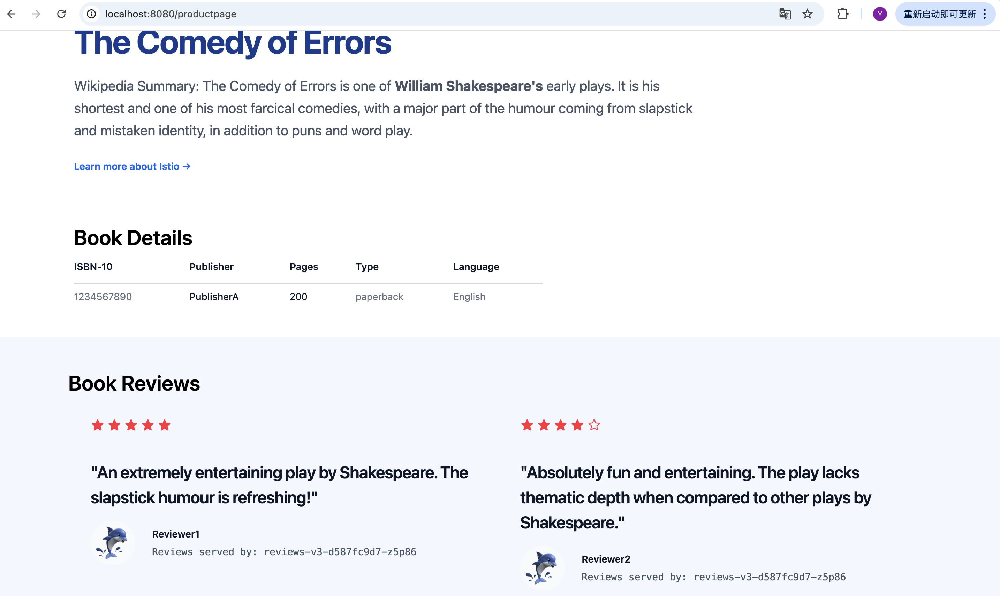 localhost:8080/productpage
Y
重新启动即可更新
The Comedy of Errors
Wikipedia Summary: The Comedy of Errors is one of William Shakespeare's early plays. It is his
shortest and one of his most farcical comedies, with a major part of the humour coming from slapstick
and mistaken identity, in addition to puns and word play.
Learn more about Istio →
Book Details
ISBN-10 Publisher Pages Type Language
1234567890 PublisherA 200 paperback English
Book Reviews
"An extremely entertaining play by Shakespeare. The
slapstick humour is refreshing!"
Reviewer1
Reviews served by: reviews-v3-d587fc9d7-z5p86
"Absolutely fun and entertaining. The play lacks
thematic depth when compared to other plays by
Shakespeare."
Reviewer2
Reviews served by: reviews-v3-d587fc9d7-z5p86